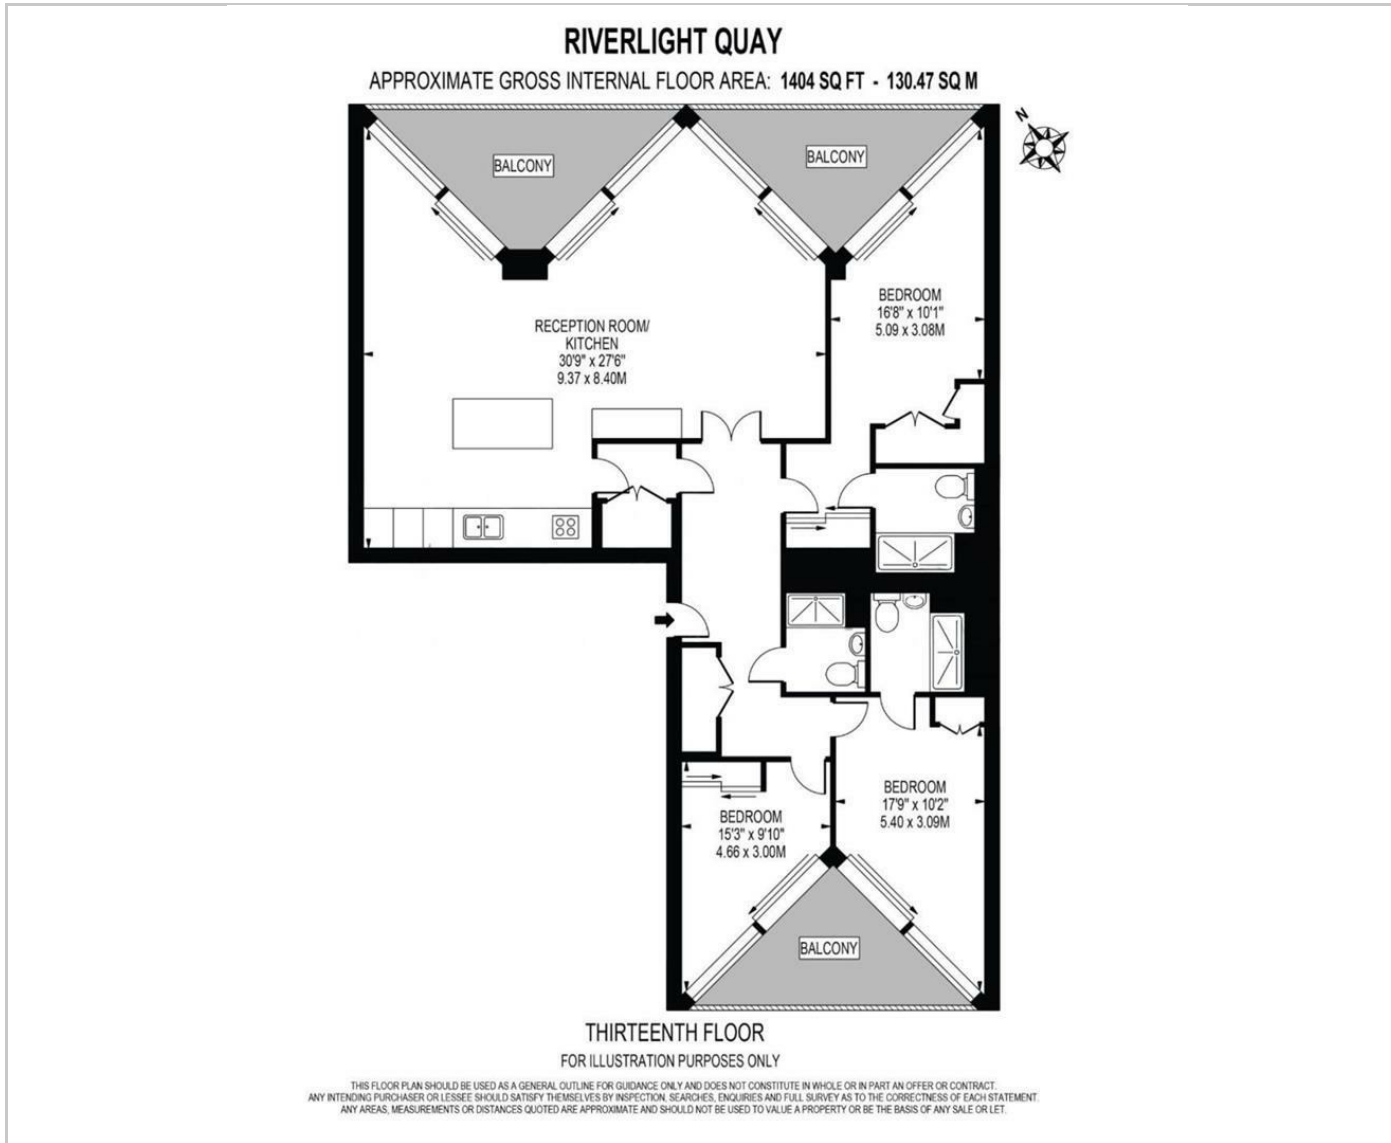 RIVERLIGHT QUAY
APPROXIMATE GROSS INTERNAL FLOOR AREA: 1404 SQ FT - 130.47 SQ M
N
BALCONY
BALCONY
BEDROOM
16'8" x 10'1"
5.09 x 3.08M
RECEPTION ROOM/
KITCHEN
30'9" x 27'6"
9.37 x 8.40M
BEDROOM
17'9" x 10'2"
5.40 x 3.09M
BEDROOM
15'3" x 9'10"
4.66 x 3.00M
BALCONY
THIRTEENTH FLOOR
FOR ILLUSTRATION PURPOSES ONLY
THIS FLOOR PLAN SHOULD BE USED AS A GENERAL OUTLINE FOR GUIDANCE ONLY AND DOES NOT CONSTITUTE IN WHOLE OR IN PART AN OFFER OR CONTRACT.
ANY INTENDING PURCHASER OR LESSEE SHOULD SATISFY THEMSELVES BY INSPECTION, SEARCHES, ENQUIRIES AND FULL SURVEY AS TO THE CORRECTNESS OF EACH STATEMENT.
ANY AREAS, MEASUREMENTS OR DISTANCES QUOTED ARE APPROXIMATE AND SHOULD NOT BE USED TO VALUE A PROPERTY OR BE THE BASIS OF ANY SALE OR LET.